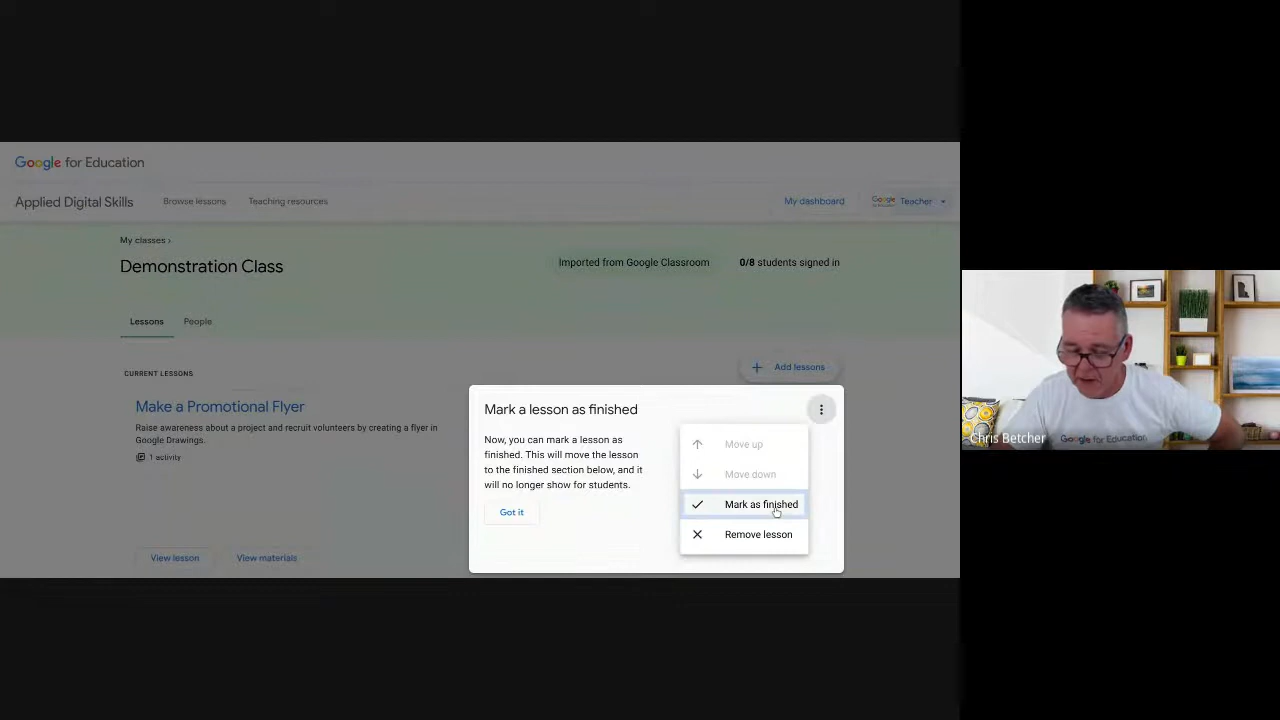 Google for Education
Applied Digital Skills
Browse lessons
Teaching resources
My dashboard
Google
Teacher
My classes ›
Demonstration Class
Imported from Google Classroom
0/8 students signed in
Lessons
People
CURRENT LESSONS
Add lessons
Make a Promotional Flyer
Raise awareness about a project and recruit volunteers by creating a flyer in
Google Drawings.
1 activity
View lesson
View materials
Mark a lesson as finished
Now, you can mark a lesson as
finished. This will move the lesson
to the finished section below, and it
will no longer show for students.
Got it
Move up
Move down
Mark as finished
Remove lesson
Chris Betcher
Google for Education